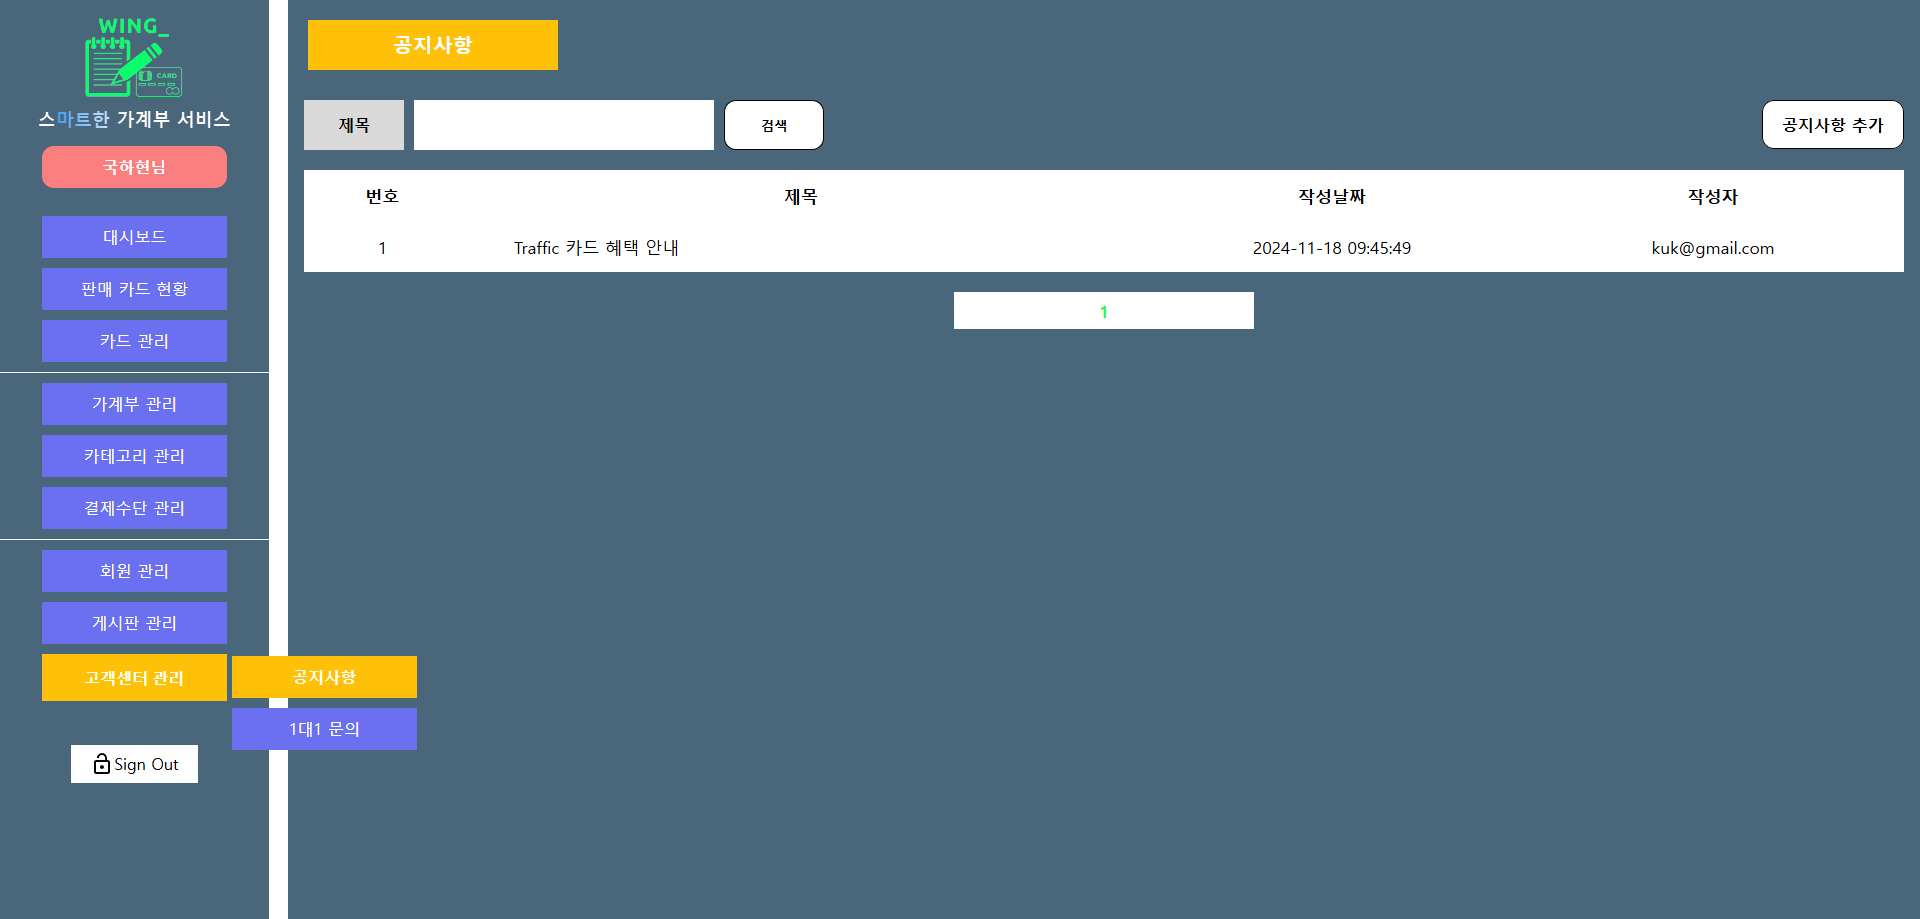 WING_
CARD
스마트한 가계부 서비스
국하현님
대시보드
판매 카드 현황
카드 관리
가계부 관리
카테고리 관리
결제수단 관리
회원 관리
게시판 관리
고객센터 관리
공지사항
1대1 문의
Sign Out
공지사항
제목
검색
공지사항 추가
번호 제목 작성날짜 작성자
1 Traffic 카드 혜택 안내 2024-11-18 09:45:49 kuk@gmail.com
1